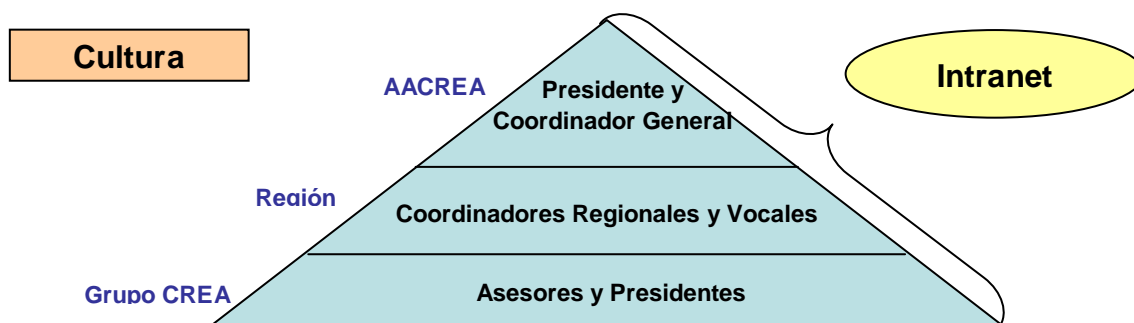 Cultura
Intranet
AACREA
Presidente y
Coordinador General
Región
Coordinadores Regionales y Vocales
Grupo CREA
Asesores y Presidentes